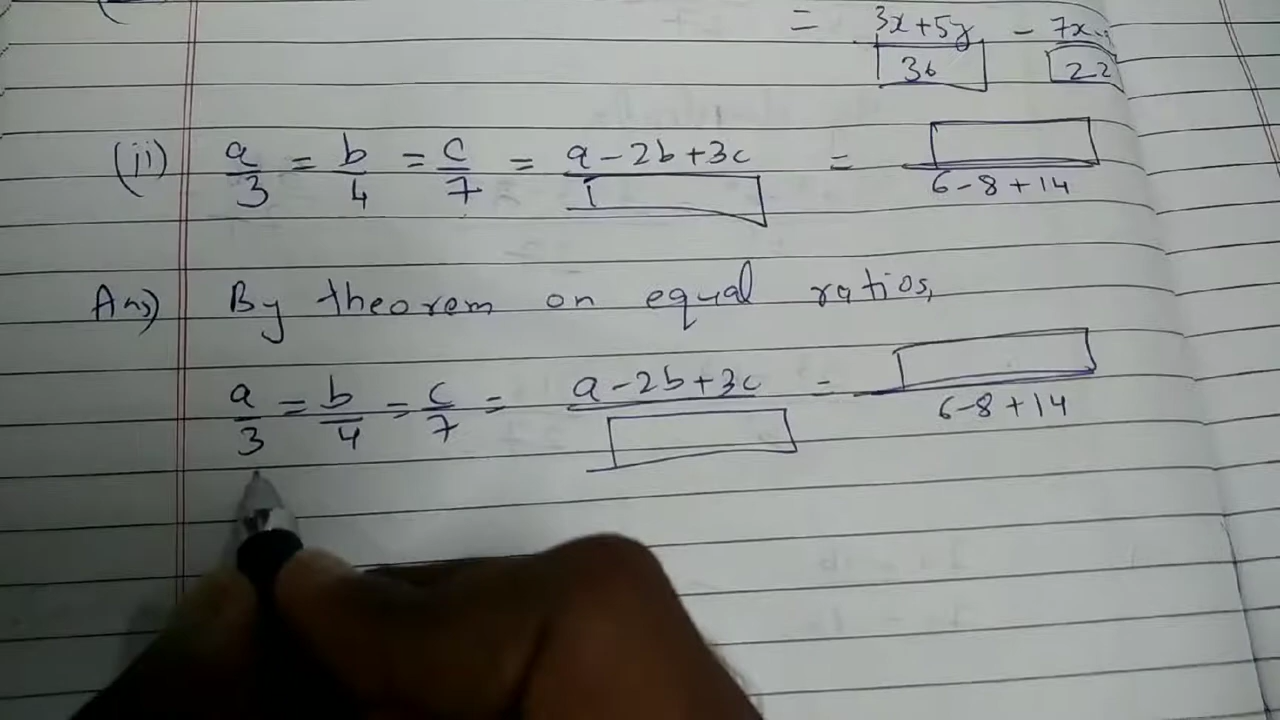 = 3x+5y/36 - 7x/22
(ii) a/3 = b/4 = c/7 = a-2b+3c/□ = □/6-8+14
Ans) By theorem on equal ratios,
a/3 = b/4 = c/7 = a-2b+3c/□ = □/6-8+14